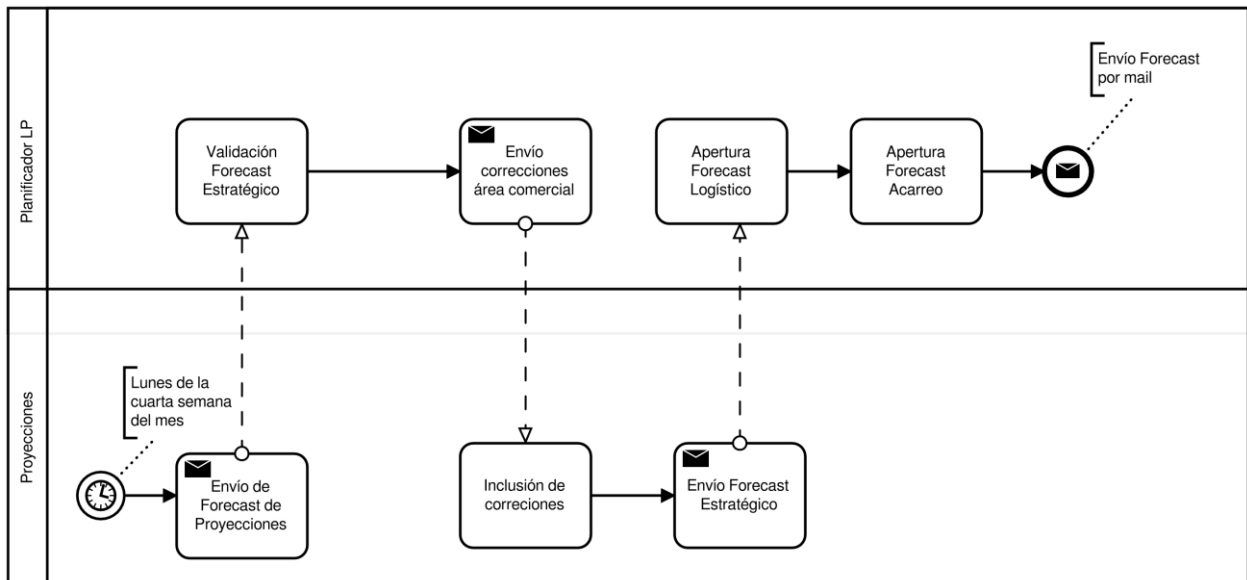 Planificador LP
Validación
Forecast
Estratégico
Envío
correcciones
área comercial
Apertura
Forecast
Logístico
Apertura
Forecast
Acarreo
Envío Forecast
por mail
Proyecciones
Lunes de la
cuarta semana
del mes
Envío de
Forecast de
Proyecciones
Inclusión de
correciones
Envío Forecast
Estratégico